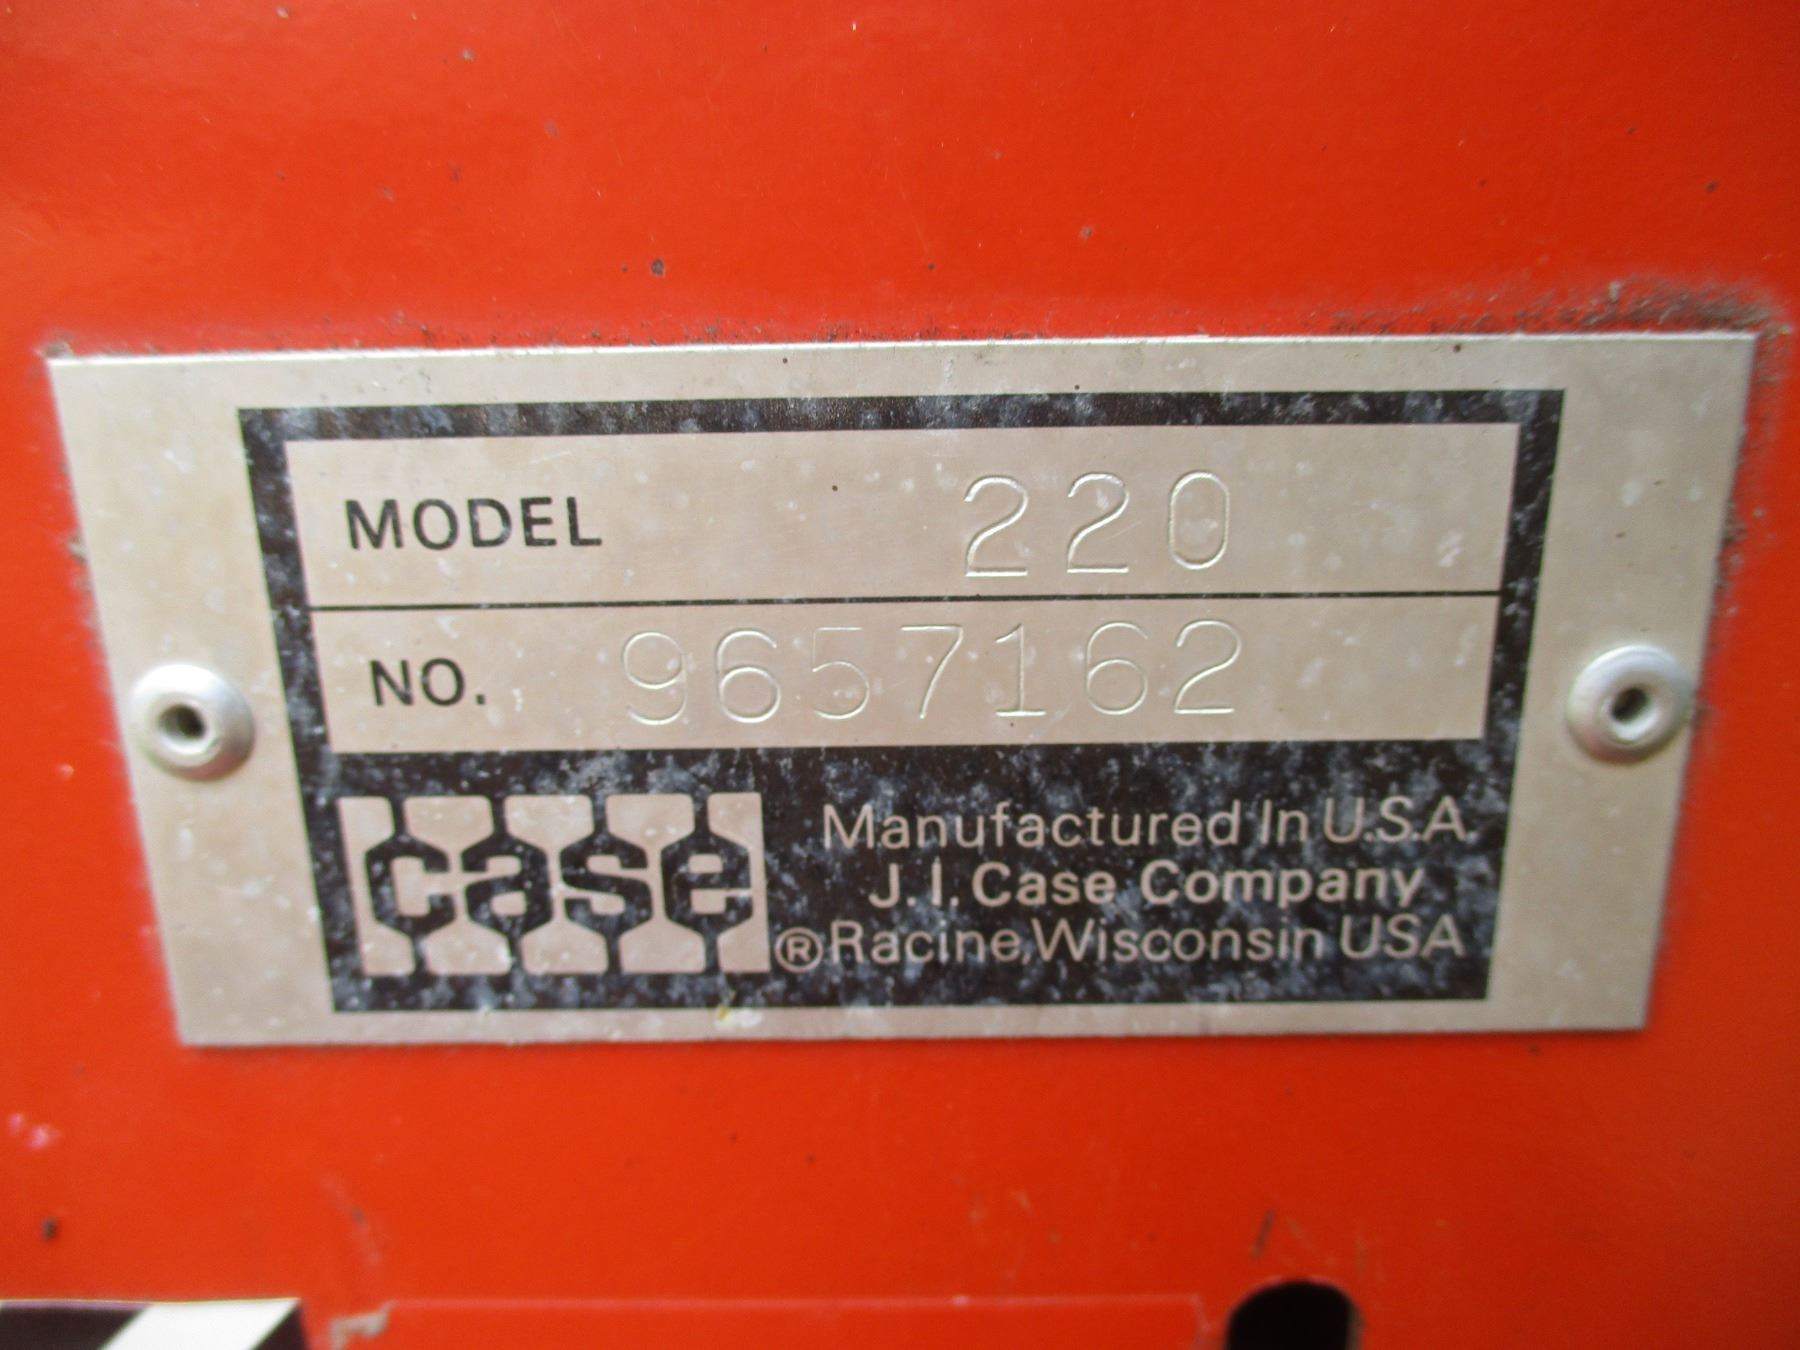 MODEL 220
NO. 9657162
case
Manufactured In U.S.A.
J. I. Case Company
® Racine, Wisconsin USA